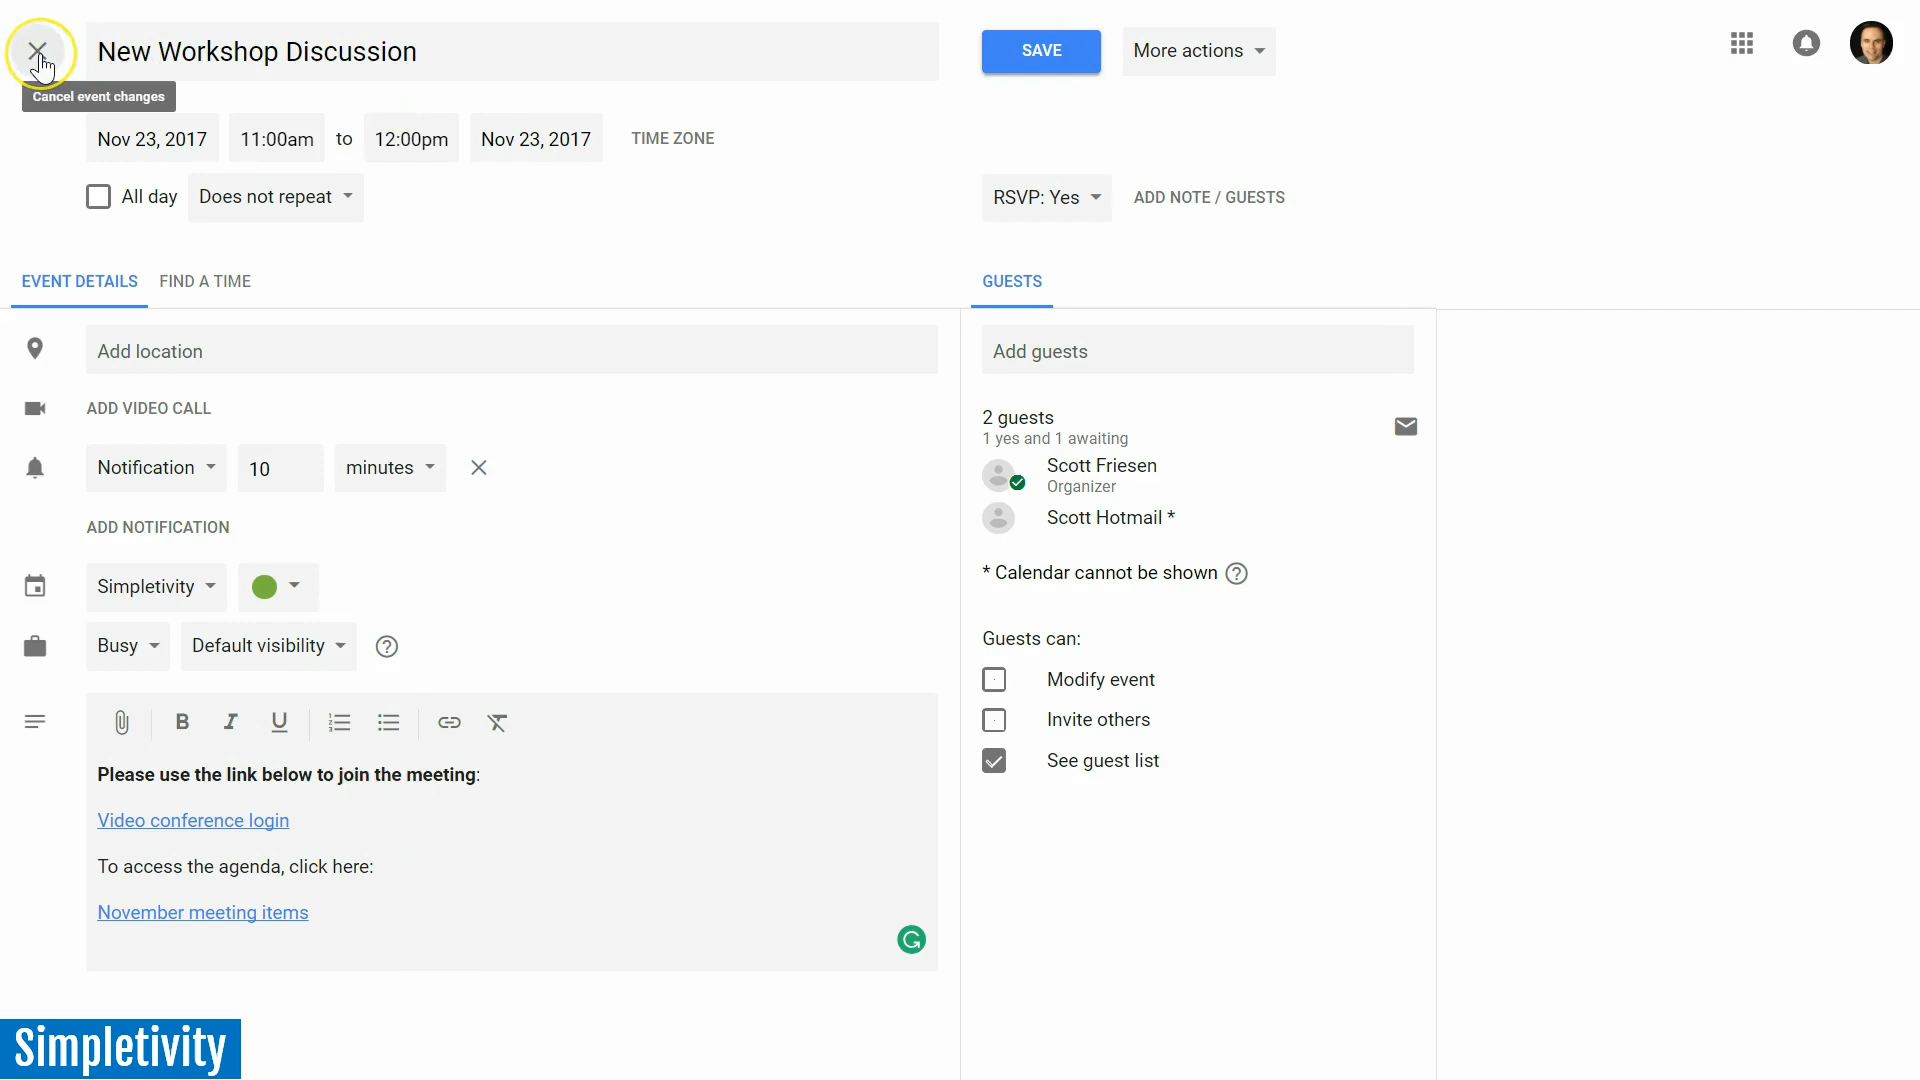 New Workshop Discussion
SAVE
More actions
Cancel event changes
Nov 23, 2017 11:00am to 12:00pm Nov 23, 2017 TIME ZONE
All day Does not repeat
RSVP: Yes ADD NOTE / GUESTS
EVENT DETAILS FIND A TIME
GUESTS
Add location
ADD VIDEO CALL
Notification 10 minutes
ADD NOTIFICATION
Simpletivity
Busy Default visibility
B I U
Please use the link below to join the meeting:
Video conference login
To access the agenda, click here:
November meeting items
Add guests
2 guests
1 yes and 1 awaiting
Scott Friesen
Organizer
Scott Hotmail *
* Calendar cannot be shown
Guests can:
Modify event
Invite others
See guest list
Simpletivity